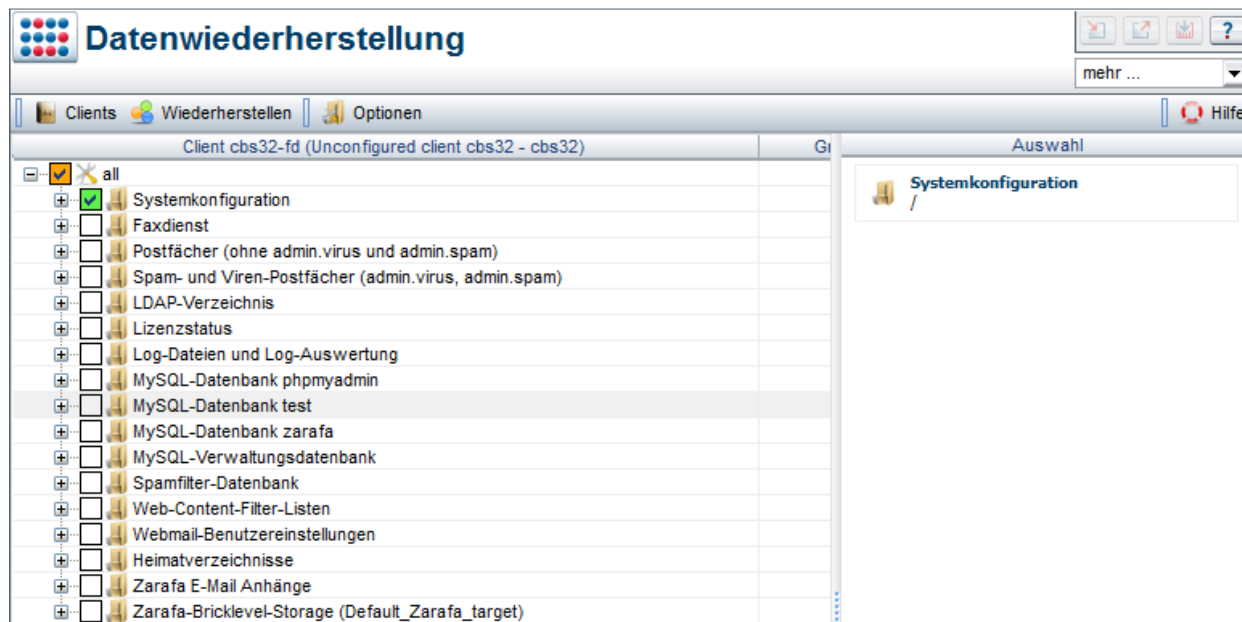 Datenwiederherstellung
?
mehr ...
Clients Wiederherstellen Optionen Hilfe
Client cbs32-fd (Unconfigured client cbs32 - cbs32) Auswahl
all
Systemkonfiguration
Systemkonfiguration
/
Faxdienst
Postfächer (ohne admin.virus und admin.spam)
Spam- und Viren-Postfächer (admin.virus, admin.spam)
LDAP-Verzeichnis
Lizenzstatus
Log-Dateien und Log-Auswertung
MySQL-Datenbank phpmyadmin
MySQL-Datenbank test
MySQL-Datenbank zarafa
MySQL-Verwaltungsdatenbank
Spamfilter-Datenbank
Web-Content-Filter-Listen
Webmail-Benutzereinstellungen
Heimatverzeichnisse
Zarafa E-Mail Anhänge
Zarafa-Bricklevel-Storage (Default_Zarafa_target)